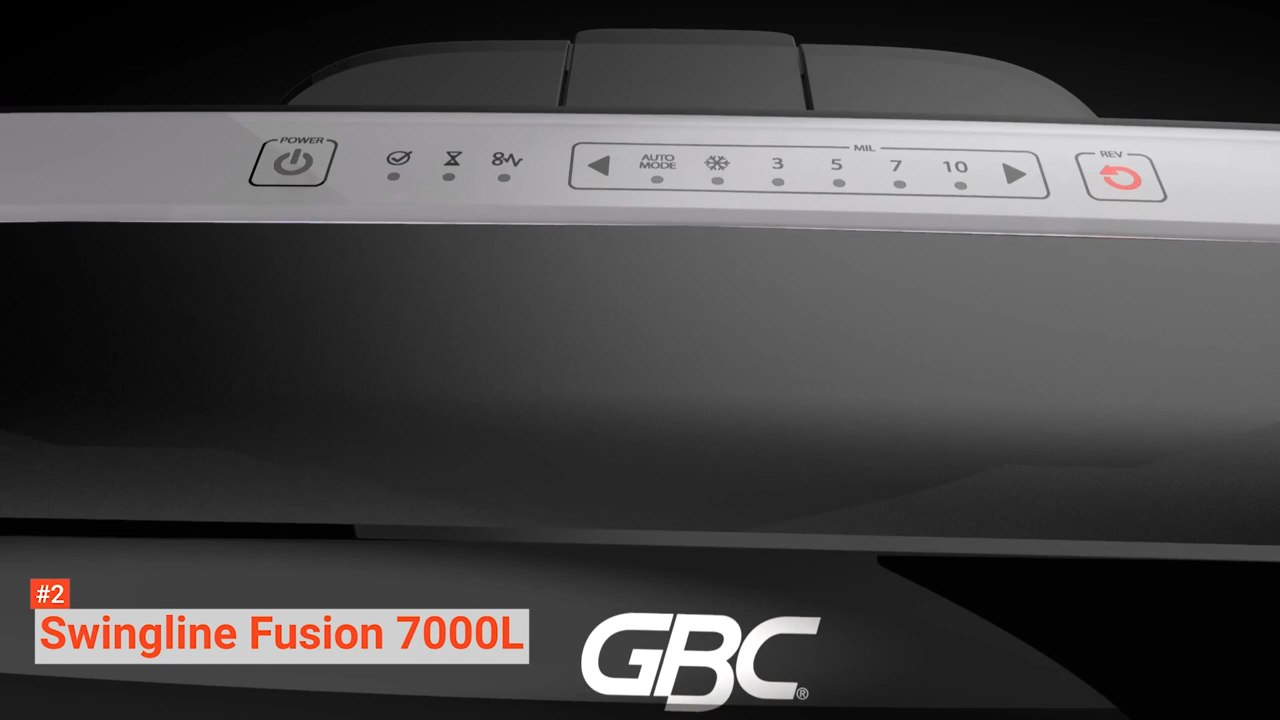 POWER
AUTO
MODE
3
5
7
10
MIL
REV
#2
Swingline Fusion 7000L
GBC®